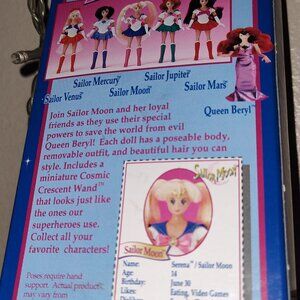 Sailor Mercury
Sailor Jupiter
Sailor Venus
Sailor Moon
Sailor Mars
Queen Beryl
Join Sailor Moon and her loyal
friends as they use their special
powers to save the world from evil
Queen Beryl! Each doll has a poseable body,
removable outfit, and beautiful hair you can
style. Includes a
miniature Cosmic
Crescent Wand™
that looks just like
the ones our
superheroes use.
Collect all your
favorite characters!
Sailor Moon
Sailor Moon
Name: Serena / Sailor Moon
Age: 14
Birthday: June 30
Likes: Eating, Video Games
Poses require hand
support. Actual product
may vary from